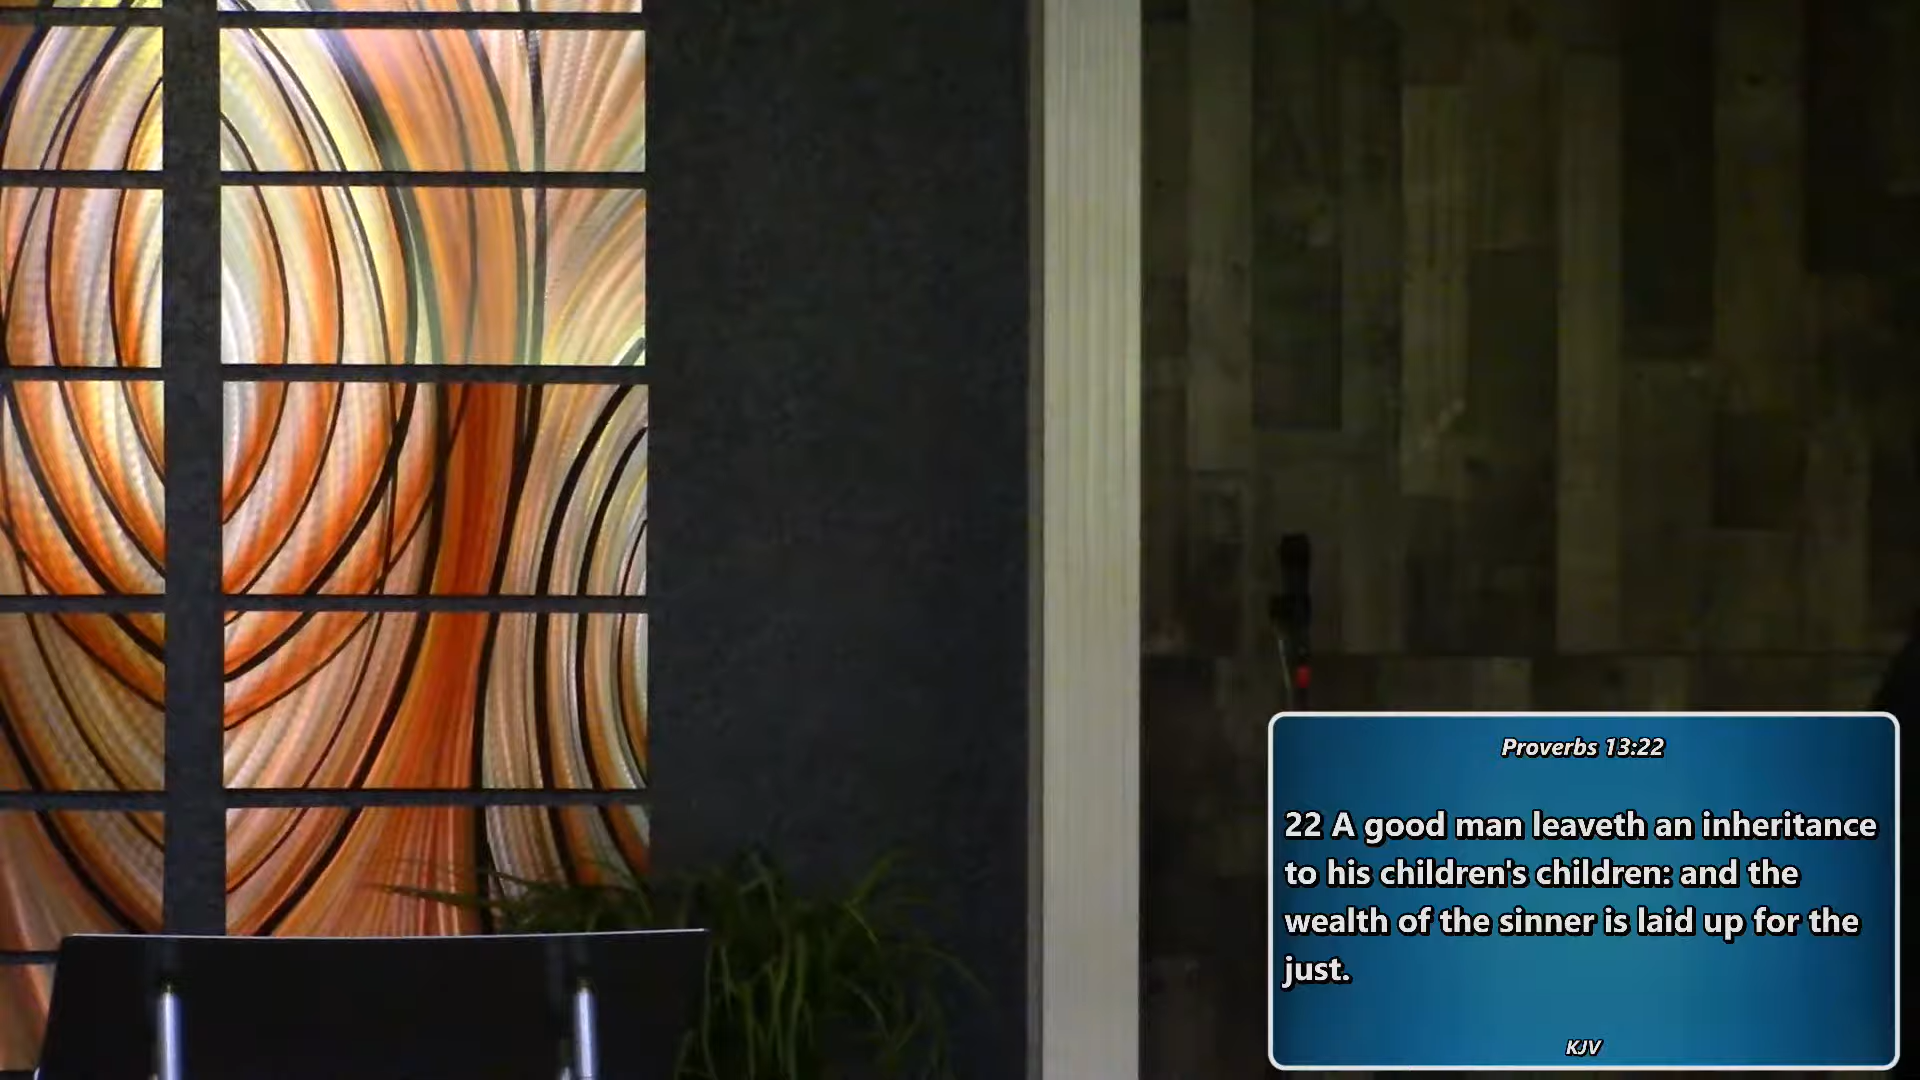 Proverbs 13:22
22 A good man leaveth an inheritance
to his children's children: and the
wealth of the sinner is laid up for the
just.
KJV